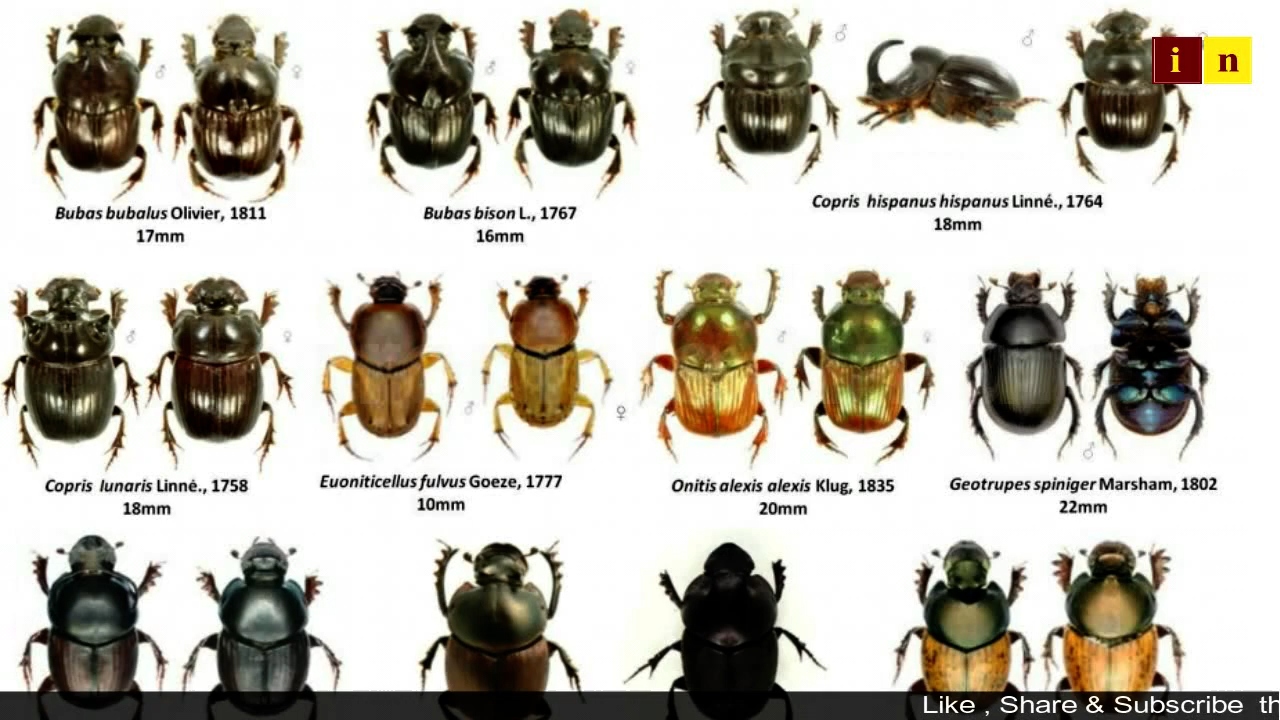 i n
Bubas bubalus Olivier, 1811
17mm
Bubas bison L., 1767
16mm
Copris hispanus hispanus Linné., 1764
18mm
Copris lunaris Linné., 1758
18mm
Euoniticellus fulvus Goeze, 1777
10mm
Onitis alexis alexis Klug, 1835
20mm
Geotrupes spiniger Marsham, 1802
22mm
Like , Share & Subscribe th